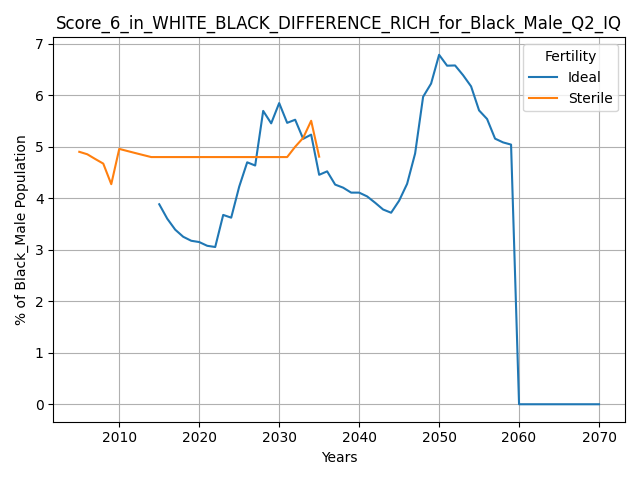 Score_6_in_WHITE_BLACK_DIFFERENCE_RICH_for_Black_Male_Q2_IQ
Fertility
Ideal
Sterile
% of Black_Male Population
7
6
5
4
3
2
1
0
2010 2020 2030 2040 2050 2060 2070
Years